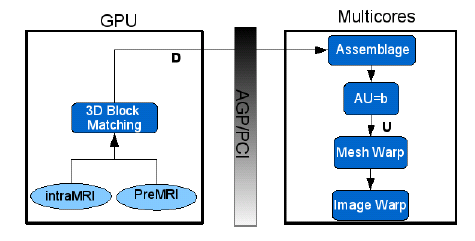 GPU
Multicores
D
Assemblage
AGP/PCI
3D Block
Matching
AU=b
U
Mesh Warp
intraMRI
PreMRI
Image Warp